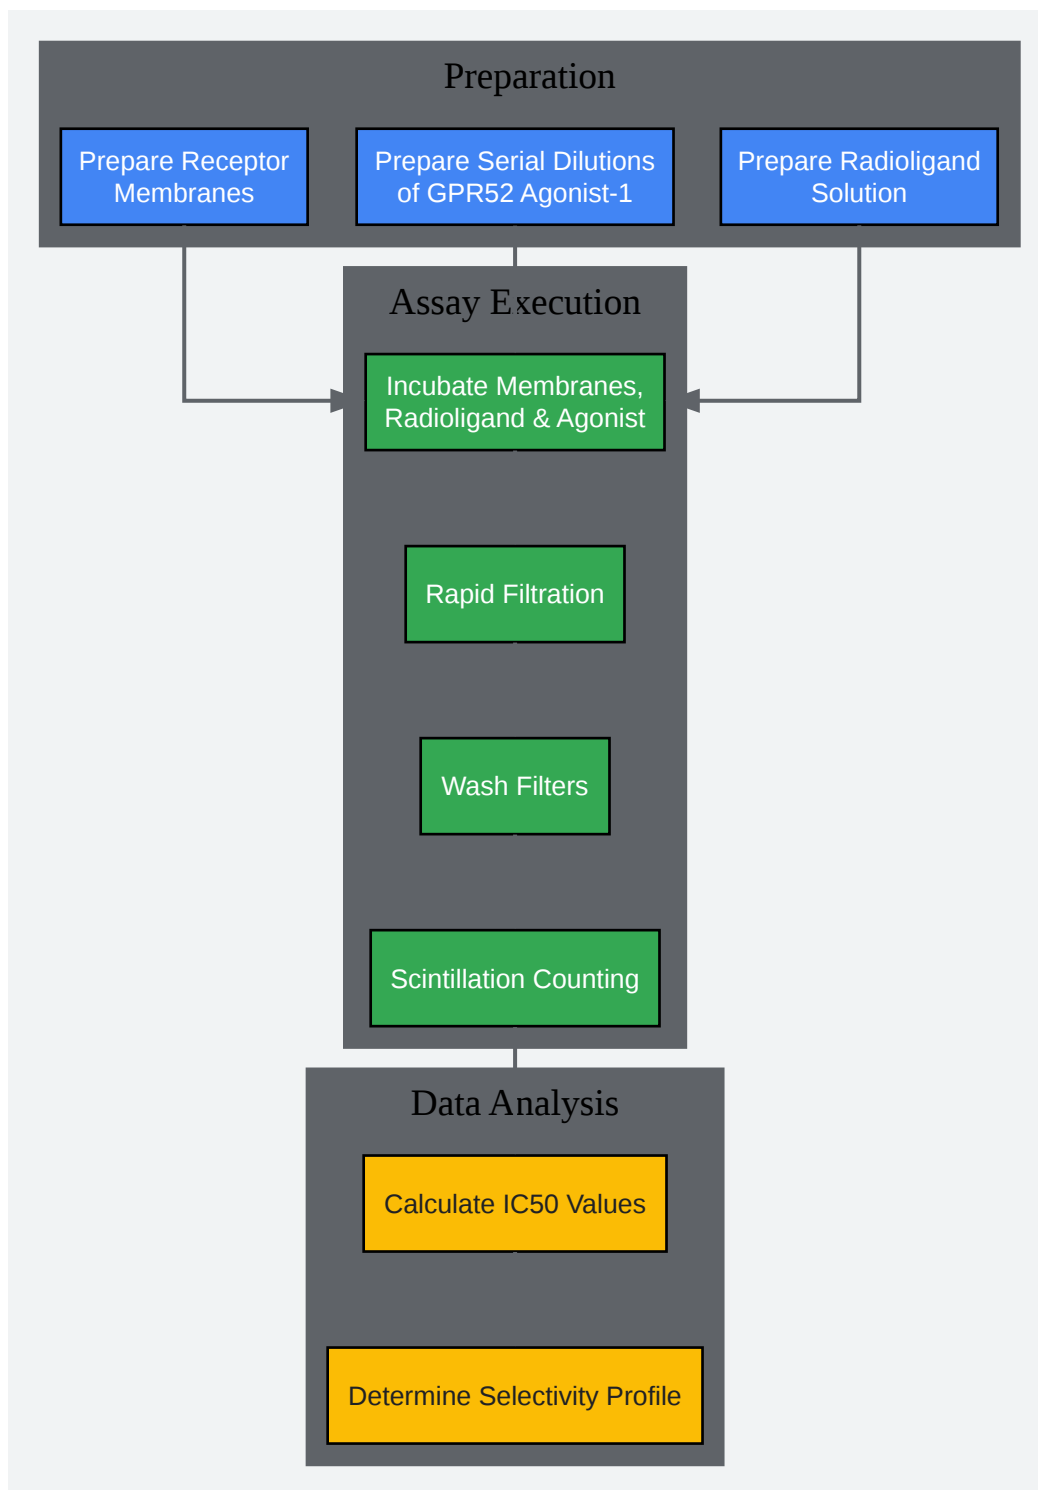 Preparation
Prepare Receptor
Membranes
Prepare Serial Dilutions
of GPR52 Agonist-1
Prepare Radioligand
Solution
Assay Execution
Incubate Membranes,
Radioligand & Agonist
Rapid Filtration
Wash Filters
Scintillation Counting
Data Analysis
Calculate IC50 Values
Determine Selectivity Profile